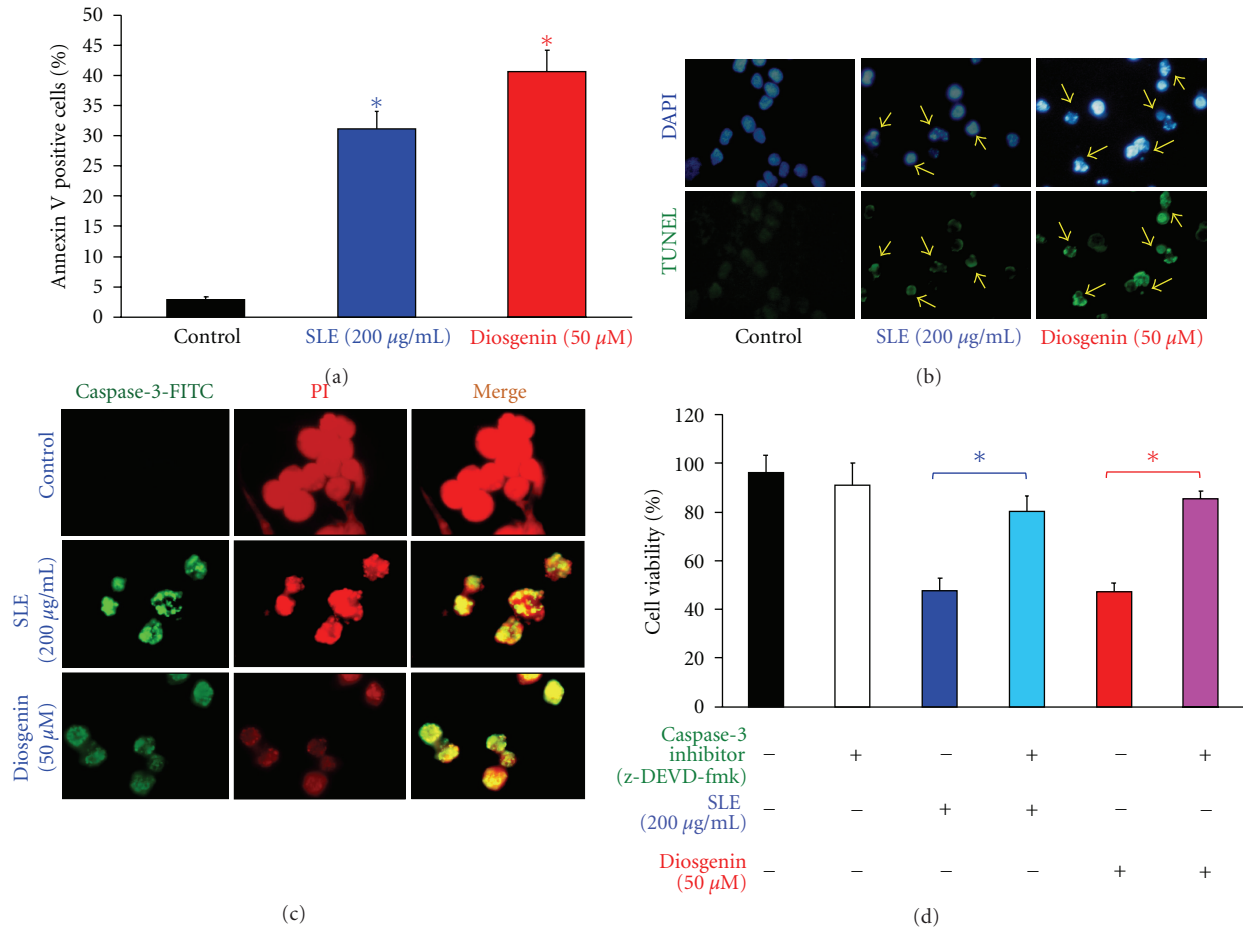 50
45
40
35
30
25
20
15
10
5
0
Annexin V positive cells (%)
*
*
Control
SLE (200 μg/mL)
Diosgenin (50 μM)
(a)
DAPI
TUNEL
Control
SLE (200 μg/mL)
Diosgenin (50 μM)
(b)
Caspase-3-FITC
PI
Merge
Control
SLE
(200 μg/mL)
Diosgenin
(50 μM)
(c)
120
100
80
60
40
20
0
Cell viability (%)
*
*
Caspase-3
inhibitor
(z-DEVD-fmk)
− + − + − +
SLE
(200 μg/mL)
− − + + − −
Diosgenin
(50 μM)
− − − − + +
(d)